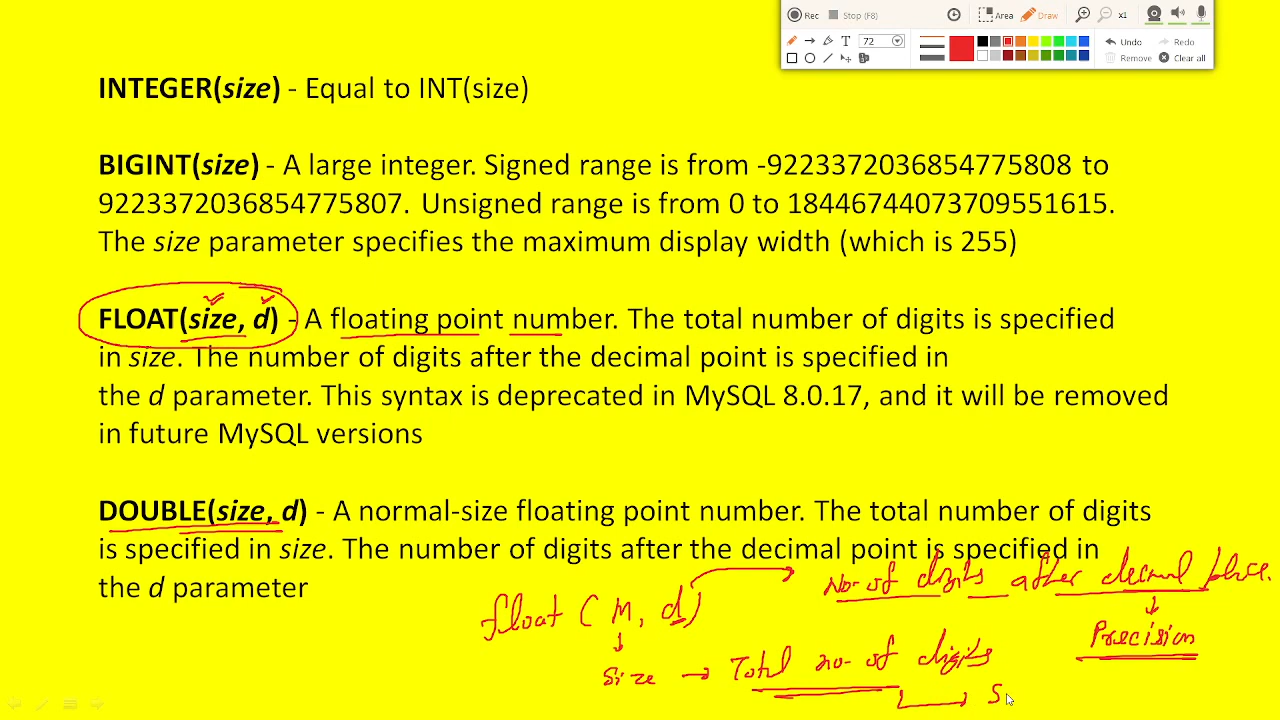 Rec Stop (F8) Area Draw x1
T 72 Undo Redo
Remove Clear all
INTEGER(size) - Equal to INT(size)
BIGINT(size) - A large integer. Signed range is from -9223372036854775808 to
9223372036854775807. Unsigned range is from 0 to 18446744073709551615.
The size parameter specifies the maximum display width (which is 255)
FLOAT(size, d) - A floating point number. The total number of digits is specified
in size. The number of digits after the decimal point is specified in
the d parameter. This syntax is deprecated in MySQL 8.0.17, and it will be removed
in future MySQL versions
DOUBLE(size, d) - A normal-size floating point number. The total number of digits
is specified in size. The number of digits after the decimal point is specified in
the d parameter
No. of digits after decimal place.
float ( M, d)
Precision
Size → Total no. of digits
S